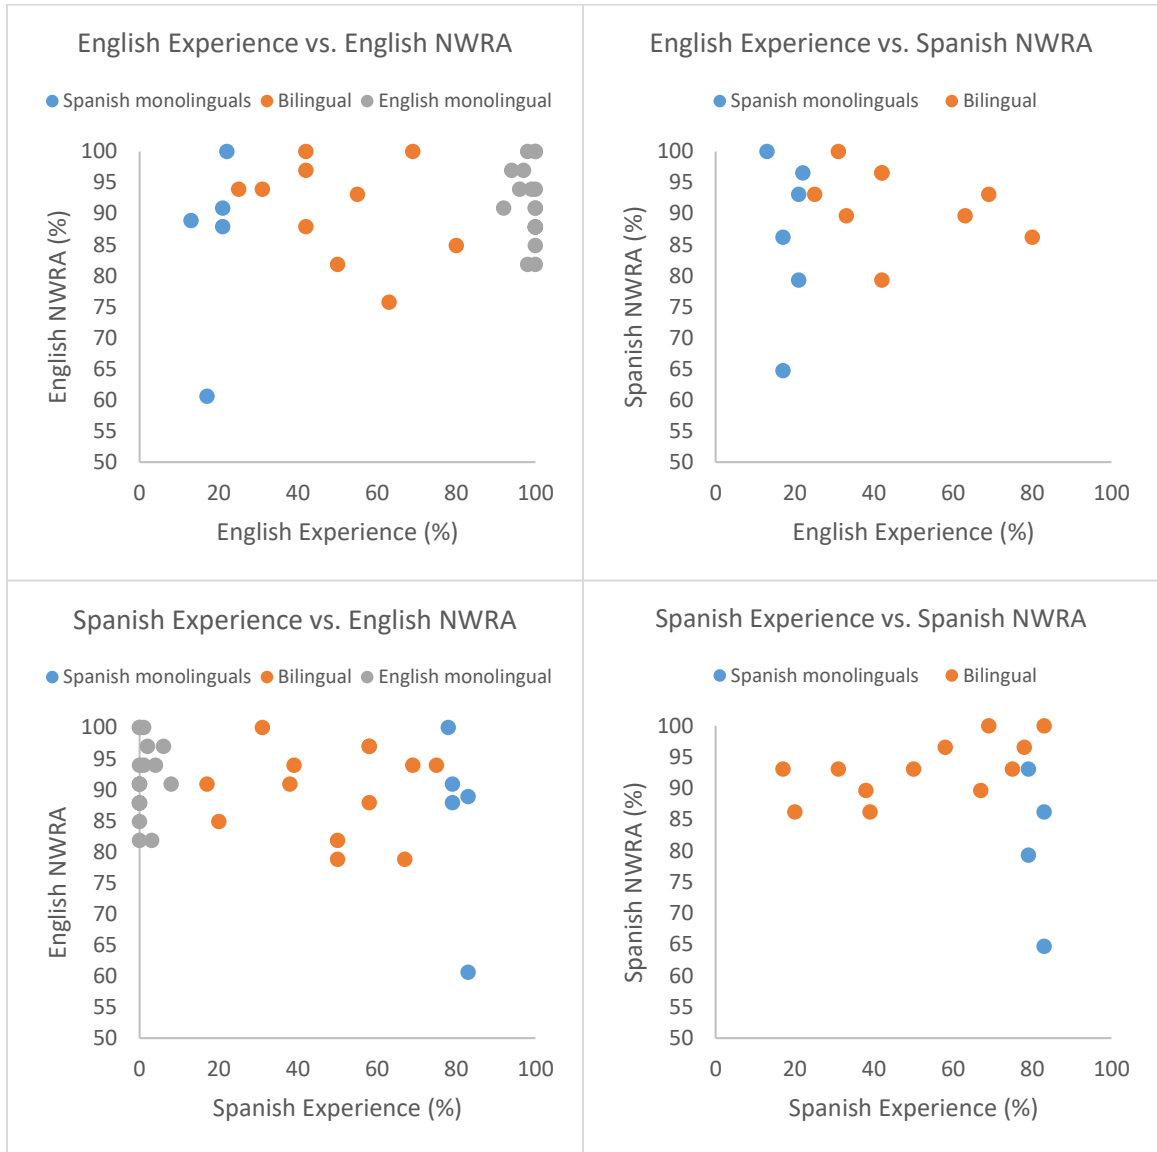 English Experience vs. English NWRA
Spanish monolinguals Bilingual English monolingual
100
95
90
85
80
75
70
65
60
55
50
English NWRA (%)
0 20 40 60 80 100
English Experience (%)
English Experience vs. Spanish NWRA
Spanish monolinguals Bilingual
100
95
90
85
80
75
70
65
60
55
50
Spanish NWRA (%)
0 20 40 60 80 100
English Experience (%)
Spanish Experience vs. English NWRA
Spanish monolinguals Bilingual English monolingual
100
95
90
85
80
75
70
65
60
55
50
English NWRA
0 20 40 60 80 100
Spanish Experience (%)
Spanish Experience vs. Spanish NWRA
Spanish monolinguals Bilingual
100
95
90
85
80
75
70
65
60
55
50
Spanish NWRA (%)
0 20 40 60 80 100
Spanish Experience (%)